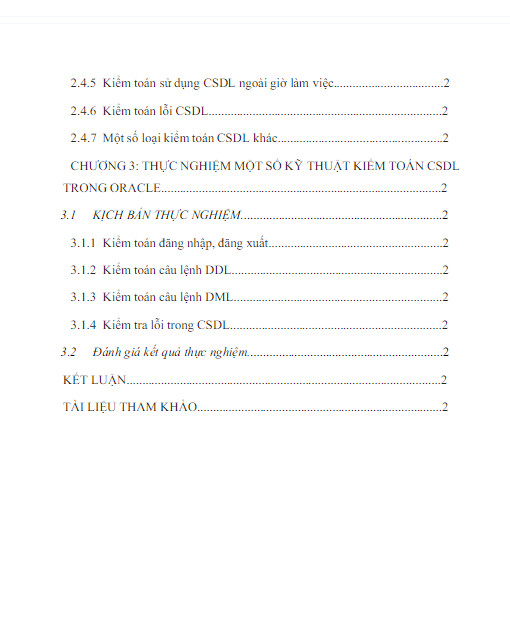 2.4.5 Kiểm toán sử dụng CSDL ngoài giờ làm việc....................................2
2.4.6 Kiểm toán lỗi CSDL............................................................................2
2.4.7 Một số loại kiểm toán CSDL khác......................................................2
CHƯƠNG 3: THỰC NGHIỆM MỘT SỐ KỸ THUẬT KIỂM TOÁN CSDL
TRONG ORACLE............................................................................................2
3.1 KỊCH BẢN THỰC NGHIỆM..................................................................2
3.1.1 Kiểm toán đăng nhập, đăng xuất.........................................................2
3.1.2 Kiểm toán câu lệnh DDL.....................................................................2
3.1.3 Kiểm toán câu lệnh DML....................................................................2
3.1.4 Kiểm tra lỗi trong CSDL.....................................................................2
3.2 Đánh giá kết quả thực nghiệm................................................................2
KẾT LUẬN......................................................................................................2
TÀI LIỆU THAM KHẢO................................................................................2